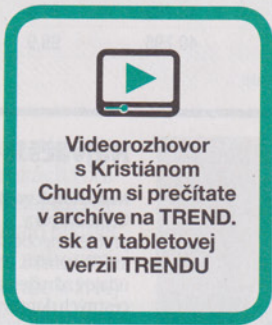 Videorozhovor
s Kristiánom
Chudým si prečítate
v archíve na TREND.
sk a v tabletovej
verzii TRENDU